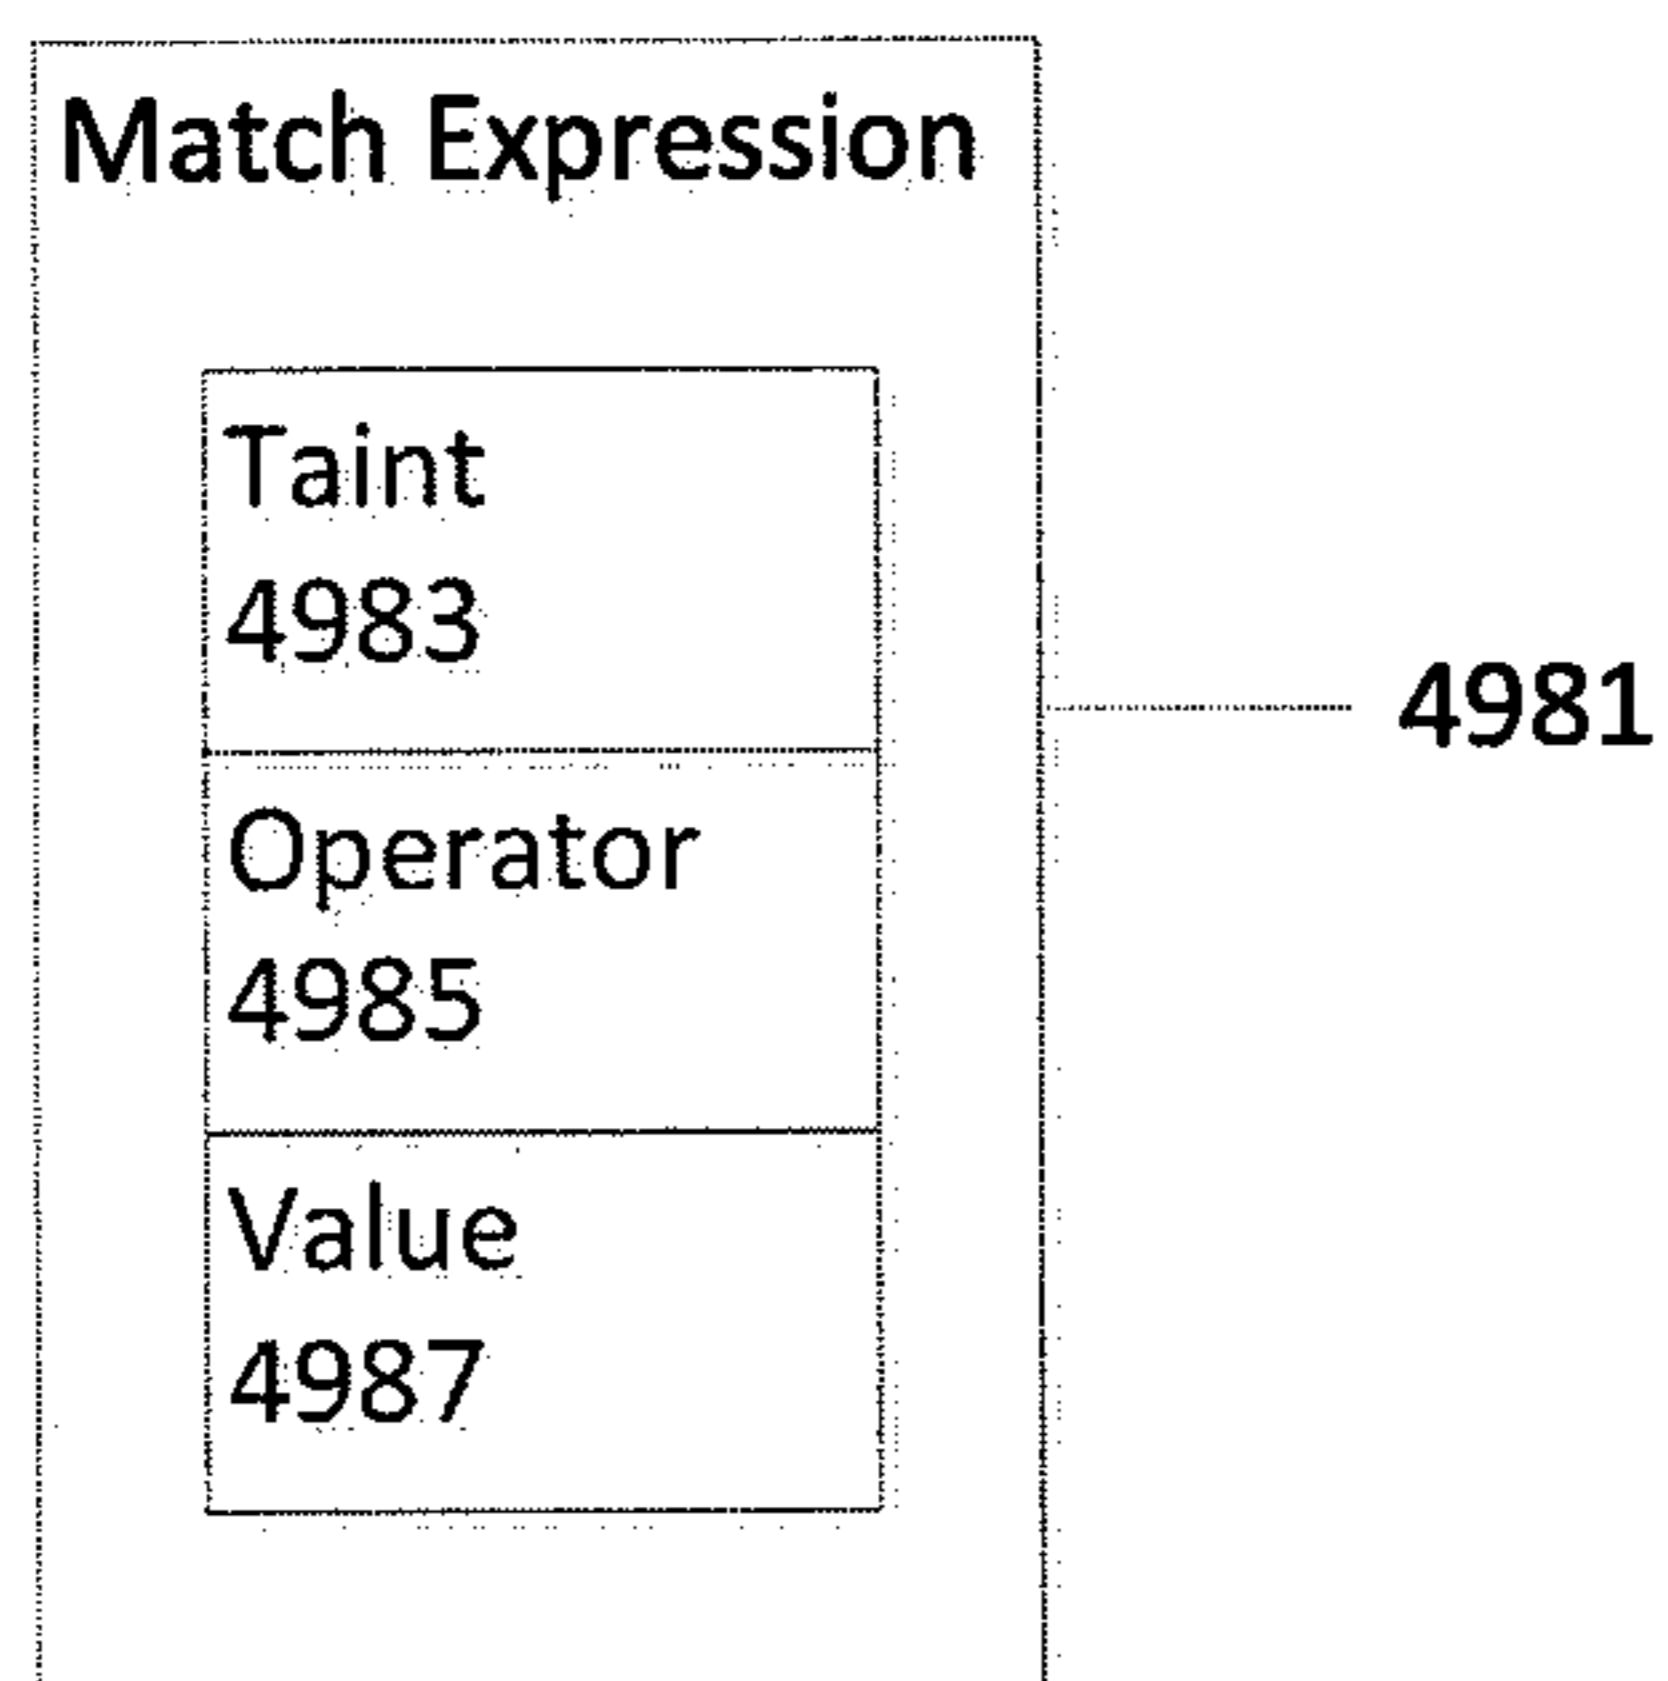 Match Expression
Taint
4983
4981
Operator
4985
Value
4987